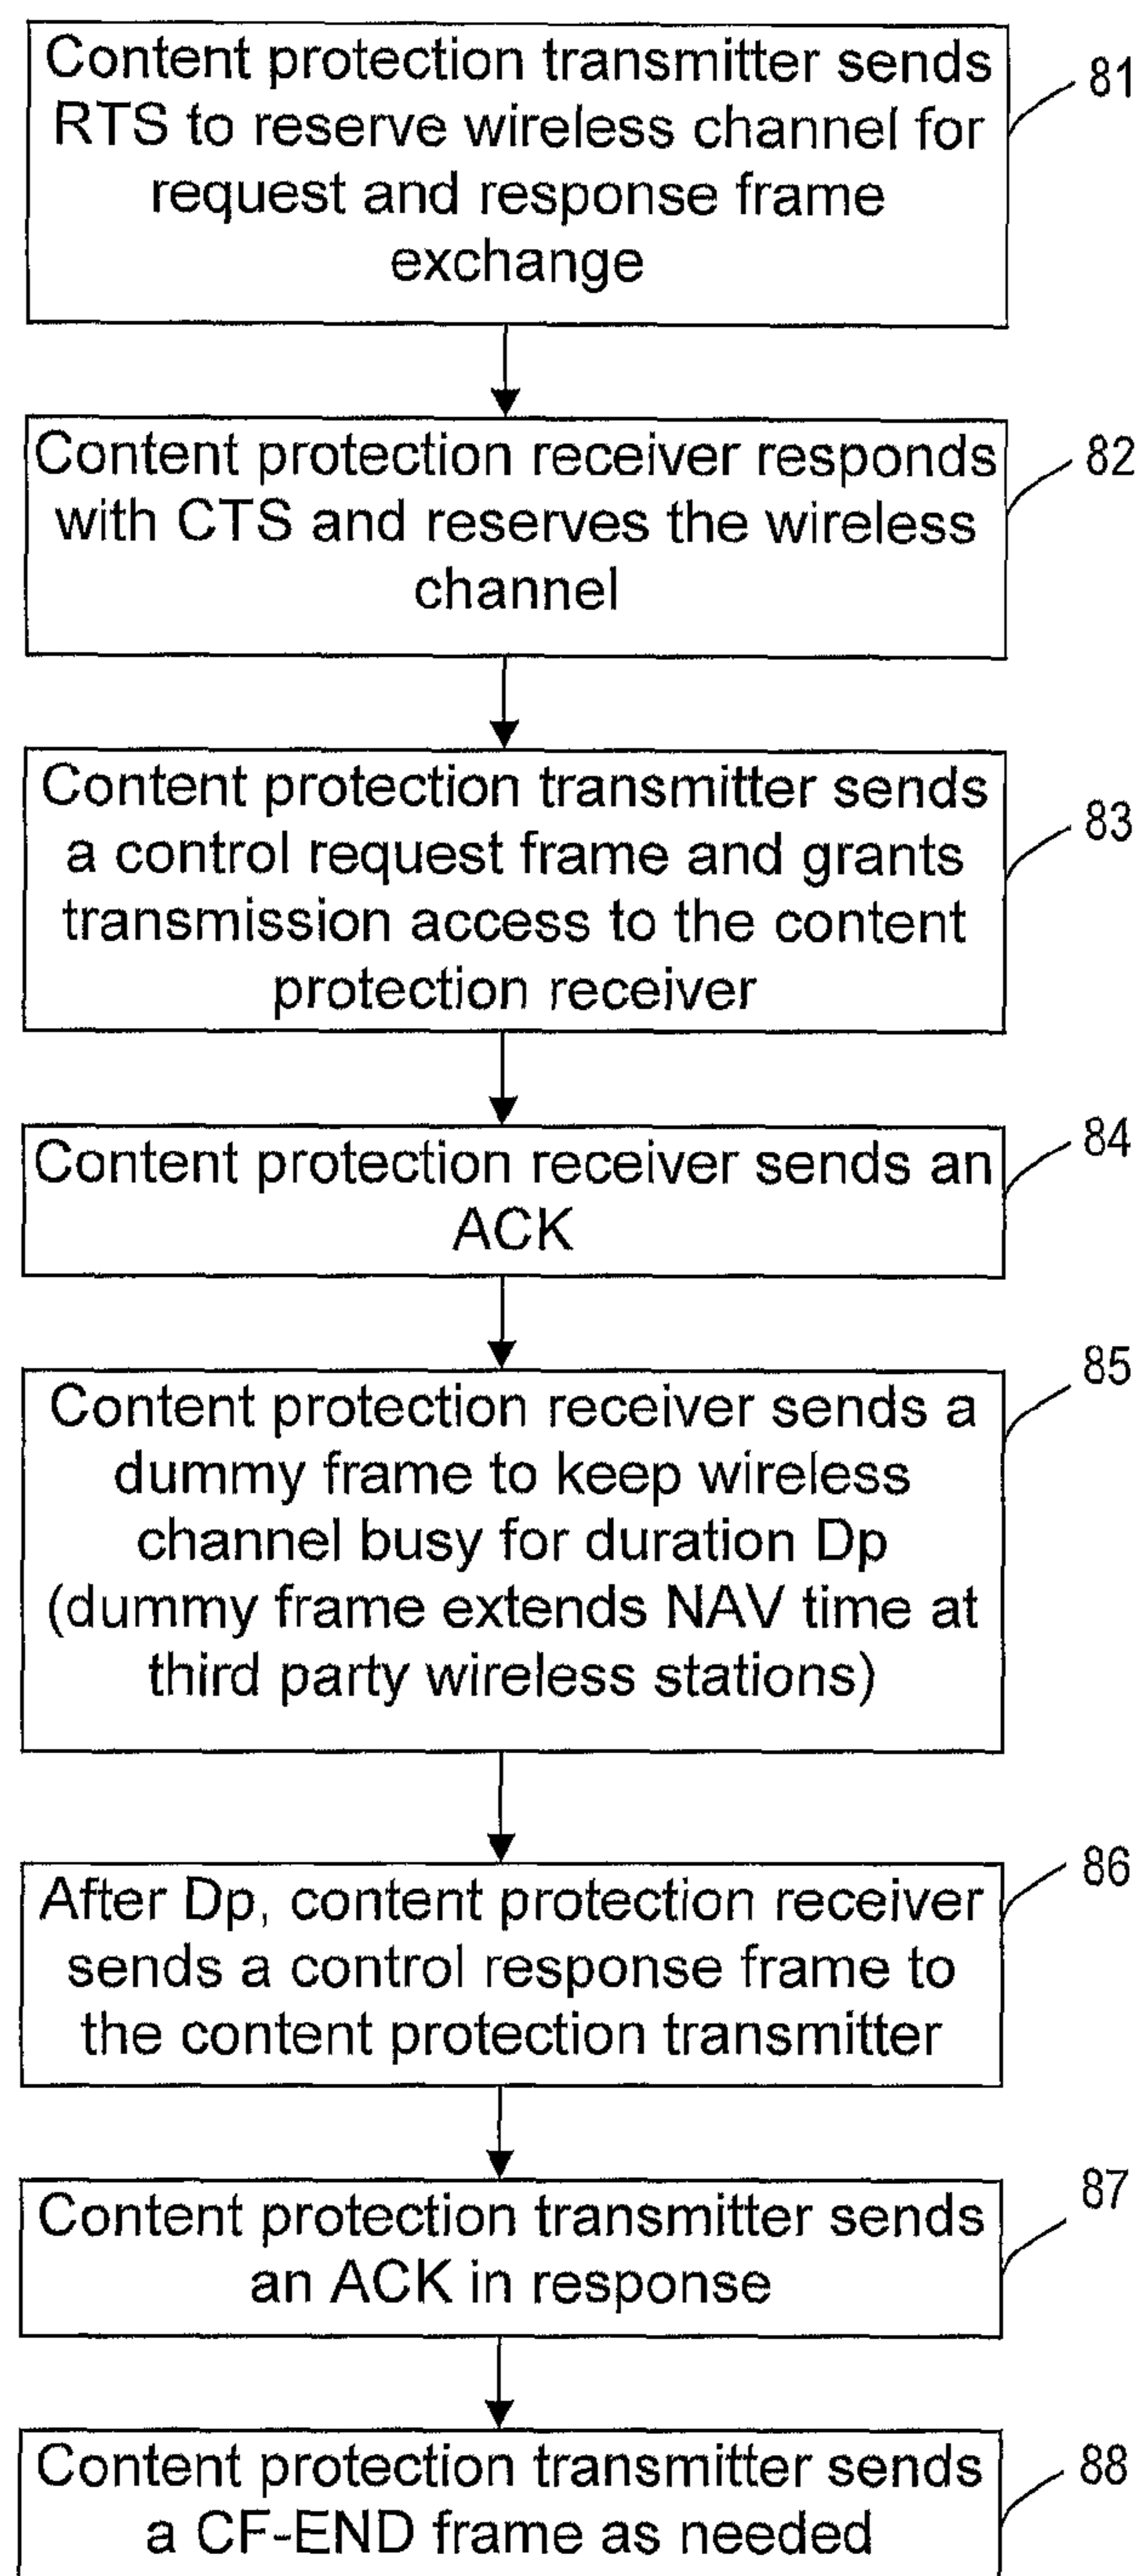 Content protection transmitter sends
RTS to reserve wireless channel for
request and response frame
exchange
81
Content protection receiver responds
with CTS and reserves the wireless
channel
82
Content protection transmitter sends
a control request frame and grants
transmission access to the content
protection receiver
83
Content protection receiver sends an
ACK
84
Content protection receiver sends a
dummy frame to keep wireless
channel busy for duration Dp
(dummy frame extends NAV time at
third party wireless stations)
85
After Dp, content protection receiver
sends a control response frame to
the content protection transmitter
86
Content protection transmitter sends
an ACK in response
87
Content protection transmitter sends
a CF-END frame as needed
88